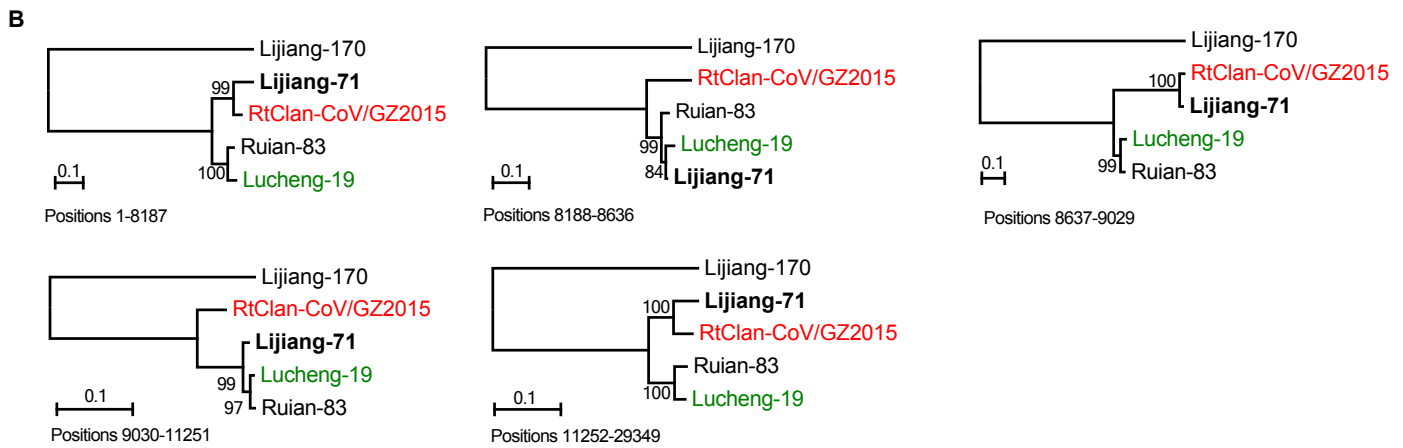 B
Lijiang-170
Lijiang-71
99
RtClan-CoV/GZ2015
Ruian-83
100
Lucheng-19
0.1
Positions 1-8187
Lijiang-170
RtClan-CoV/GZ2015
Ruian-83
99
Lucheng-19
84
Lijiang-71
0.1
Positions 8188-8636
Lijiang-170
RtClan-CoV/GZ2015
100
Lijiang-71
Lucheng-19
99
Ruian-83
0.1
Positions 8637-9029
Lijiang-170
RtClan-CoV/GZ2015
Lijiang-71
Lucheng-19
99
97
Ruian-83
0.1
Positions 9030-11251
Lijiang-170
Lijiang-71
100
RtClan-CoV/GZ2015
Ruian-83
100
Lucheng-19
0.1
Positions 11252-29349